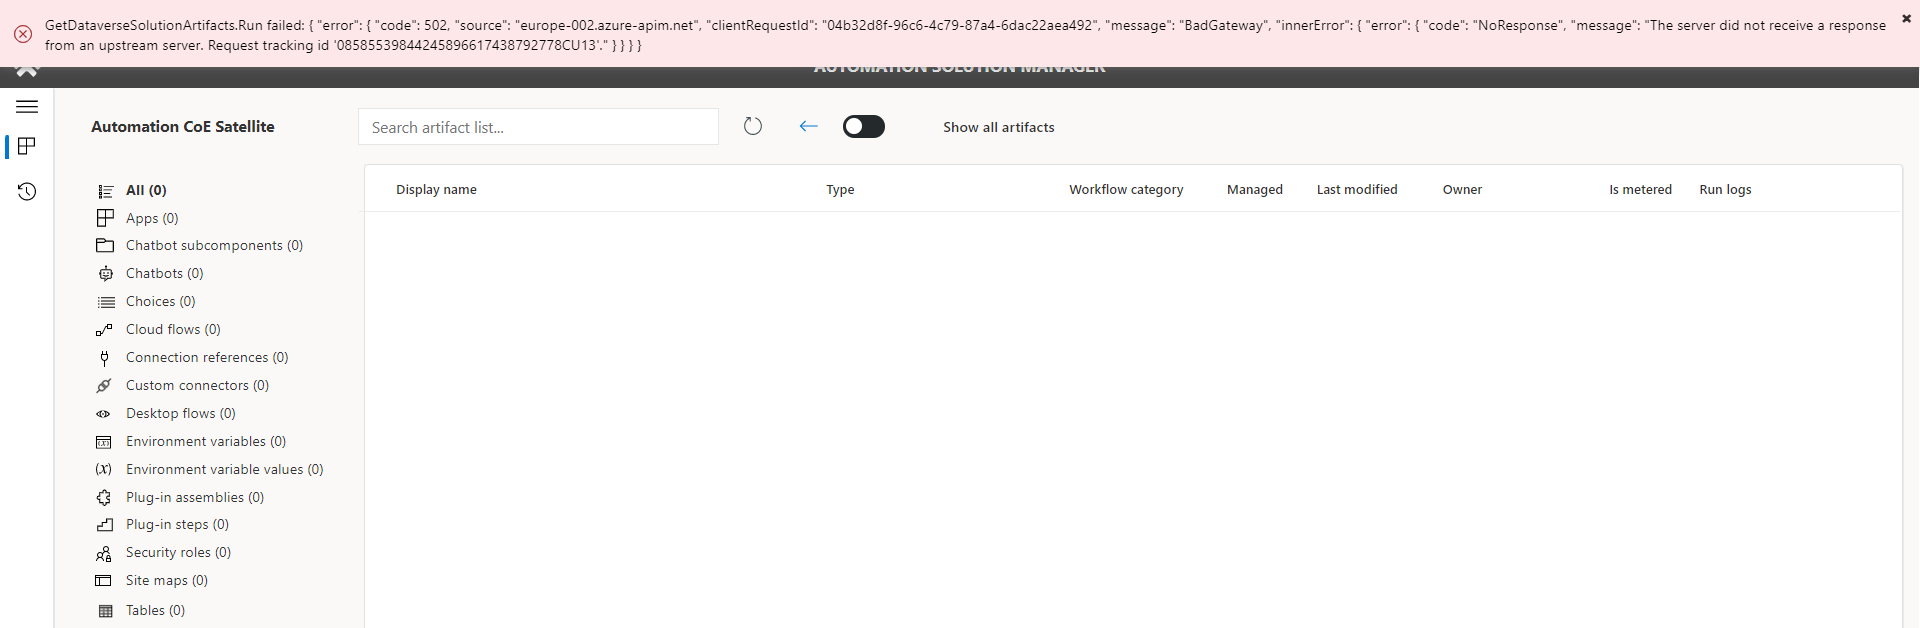 GetDataverseSolutionArtifacts.Run failed: { "error": { "code": 502, "source": "europe-002.azure-apim.net", "clientRequestId": "04b32d8f-96c6-4c79-87a4-6dac22aea492", "message": "BadGateway", "innerError": { "error": { "code": "NoResponse", "message": "The server did not receive a response
from an upstream server. Request tracking id '08585539844245896617438792778CU13'." } } } }
AUTOMATION SOLUTION MANAGER
Automation CoE Satellite
Search artifact list...
Show all artifacts
Display name Type Workflow category Managed Last modified Owner Is metered Run logs
All (0)
Apps (0)
Chatbot subcomponents (0)
Chatbots (0)
Choices (0)
Cloud flows (0)
Connection references (0)
Custom connectors (0)
Desktop flows (0)
Environment variables (0)
Environment variable values (0)
Plug-in assemblies (0)
Plug-in steps (0)
Security roles (0)
Site maps (0)
Tables (0)